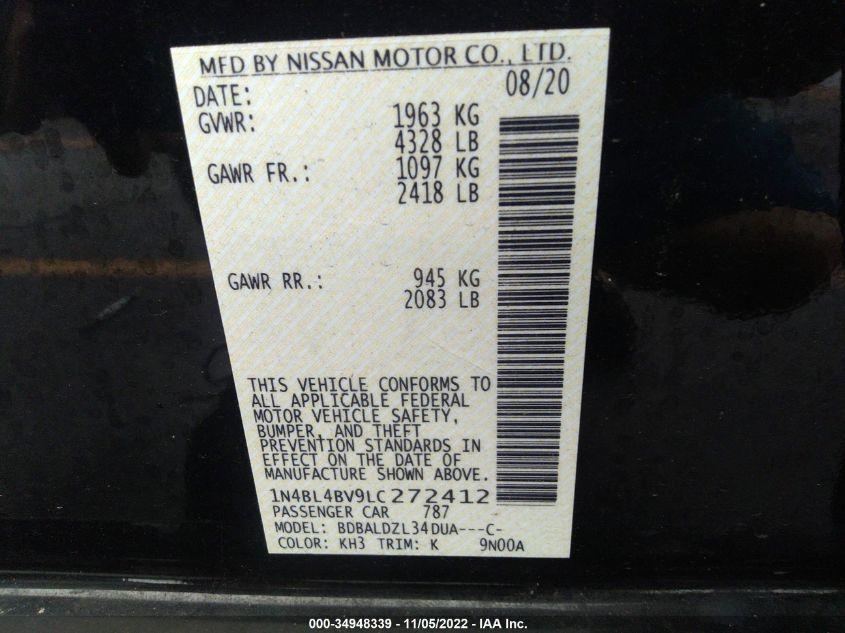 MFD BY NISSAN MOTOR CO., LTD.
DATE: 08/20
GVWR: 1963 KG
4328 LB
GAWR FR.: 1097 KG
2418 LB
GAWR RR.: 945 KG
2083 LB
THIS VEHICLE CONFORMS TO
ALL APPLICABLE FEDERAL
MOTOR VEHICLE SAFETY,
BUMPER, AND THEFT
PREVENTION STANDARDS IN
EFFECT ON THE DATE OF
MANUFACTURE SHOWN ABOVE.
1N4BL4BV9LC272412
PASSENGER CAR 787
MODEL: BDBALDZL34DUA---C-
COLOR: KH3 TRIM: K 9N00A
000-34948339 - 11/05/2022 - IAA Inc.